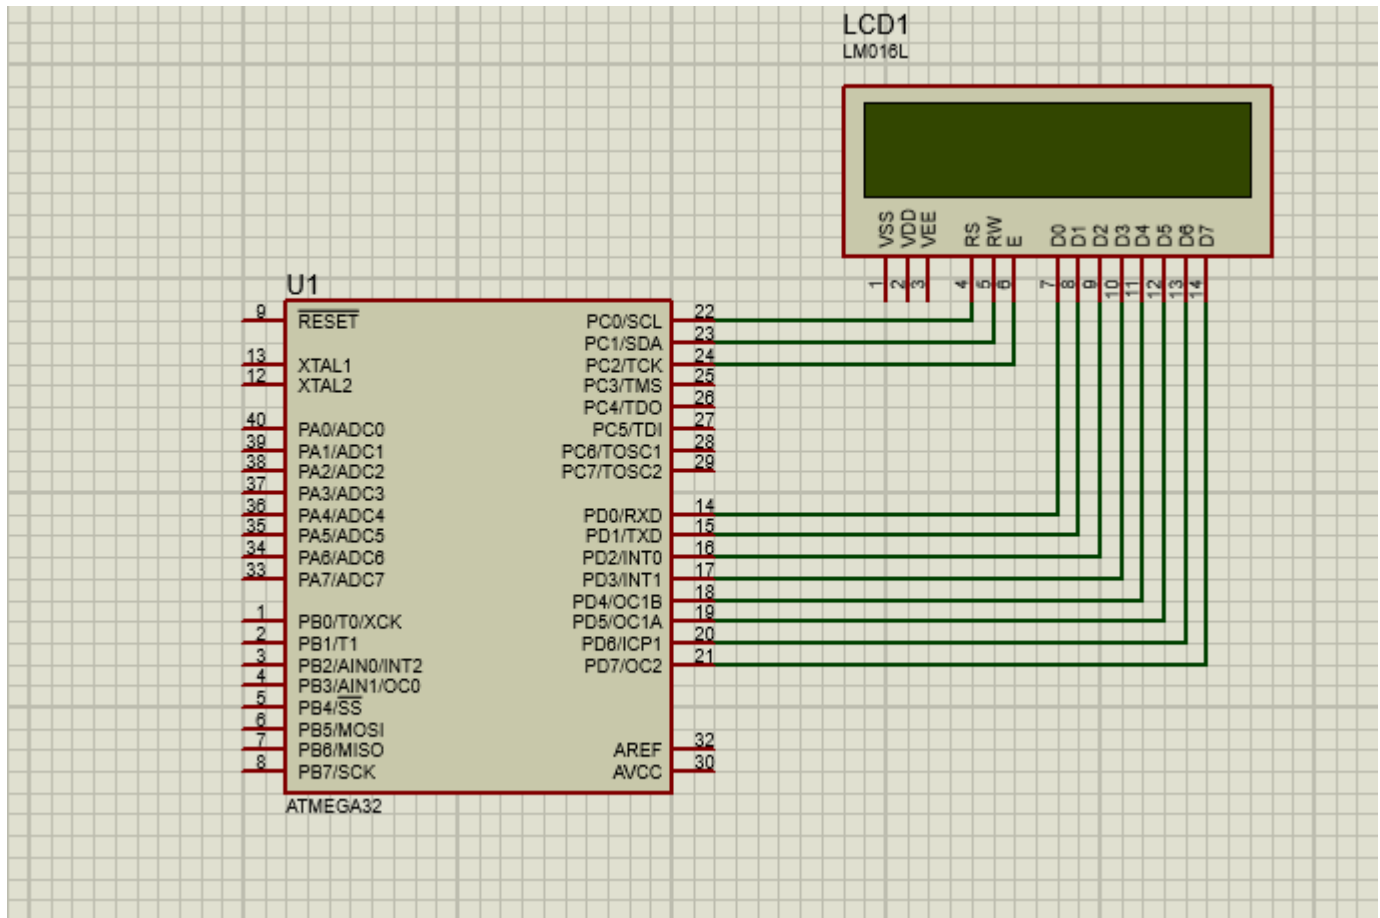 LCD1
LM016L
VSS
VDD
VEE
RS
RW
E
D0
D1
D2
D3
D4
D5
D6
D7
1
2
3
4
5
6
7
8
9
10
11
12
13
14
U1
9 RESET
13 XTAL1
12 XTAL2
40 PA0/ADC0
39 PA1/ADC1
38 PA2/ADC2
37 PA3/ADC3
36 PA4/ADC4
35 PA5/ADC5
34 PA6/ADC6
33 PA7/ADC7
1 PB0/T0/XCK
2 PB1/T1
3 PB2/AIN0/INT2
4 PB3/AIN1/OC0
5 PB4/SS
6 PB5/MOSI
7 PB6/MISO
8 PB7/SCK
PC0/SCL 22
PC1/SDA 23
PC2/TCK 24
PC3/TMS 25
PC4/TDO 26
PC5/TDI 27
PC6/TOSC1 28
PC7/TOSC2 29
PD0/RXD 14
PD1/TXD 15
PD2/INT0 16
PD3/INT1 17
PD4/OC1B 18
PD5/OC1A 19
PD6/ICP1 20
PD7/OC2 21
AREF 32
AVCC 30
ATMEGA32